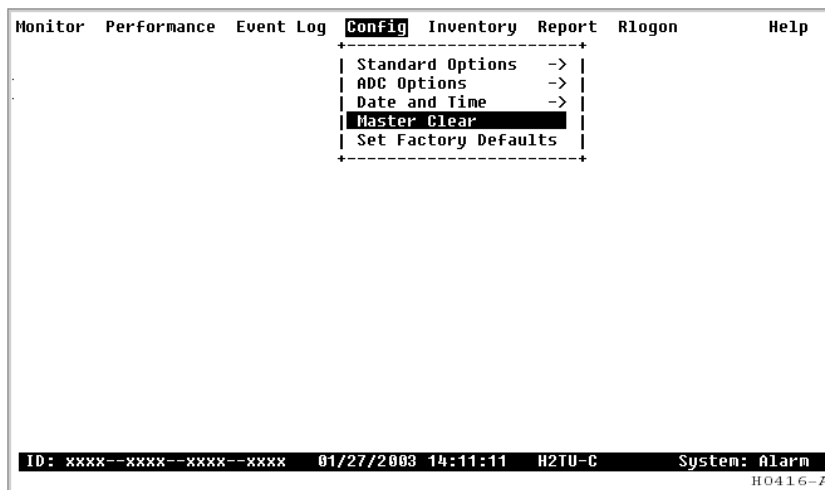 Monitor Performance Event Log Config Inventory Report Rlogon Help
Standard Options ->
ADC Options ->
Date and Time ->
Master Clear
Set Factory Defaults
ID: xxxx--xxxx--xxxx--xxxx 01/27/2003 14:11:11 H2TU-C System: Alarm
H0416-A